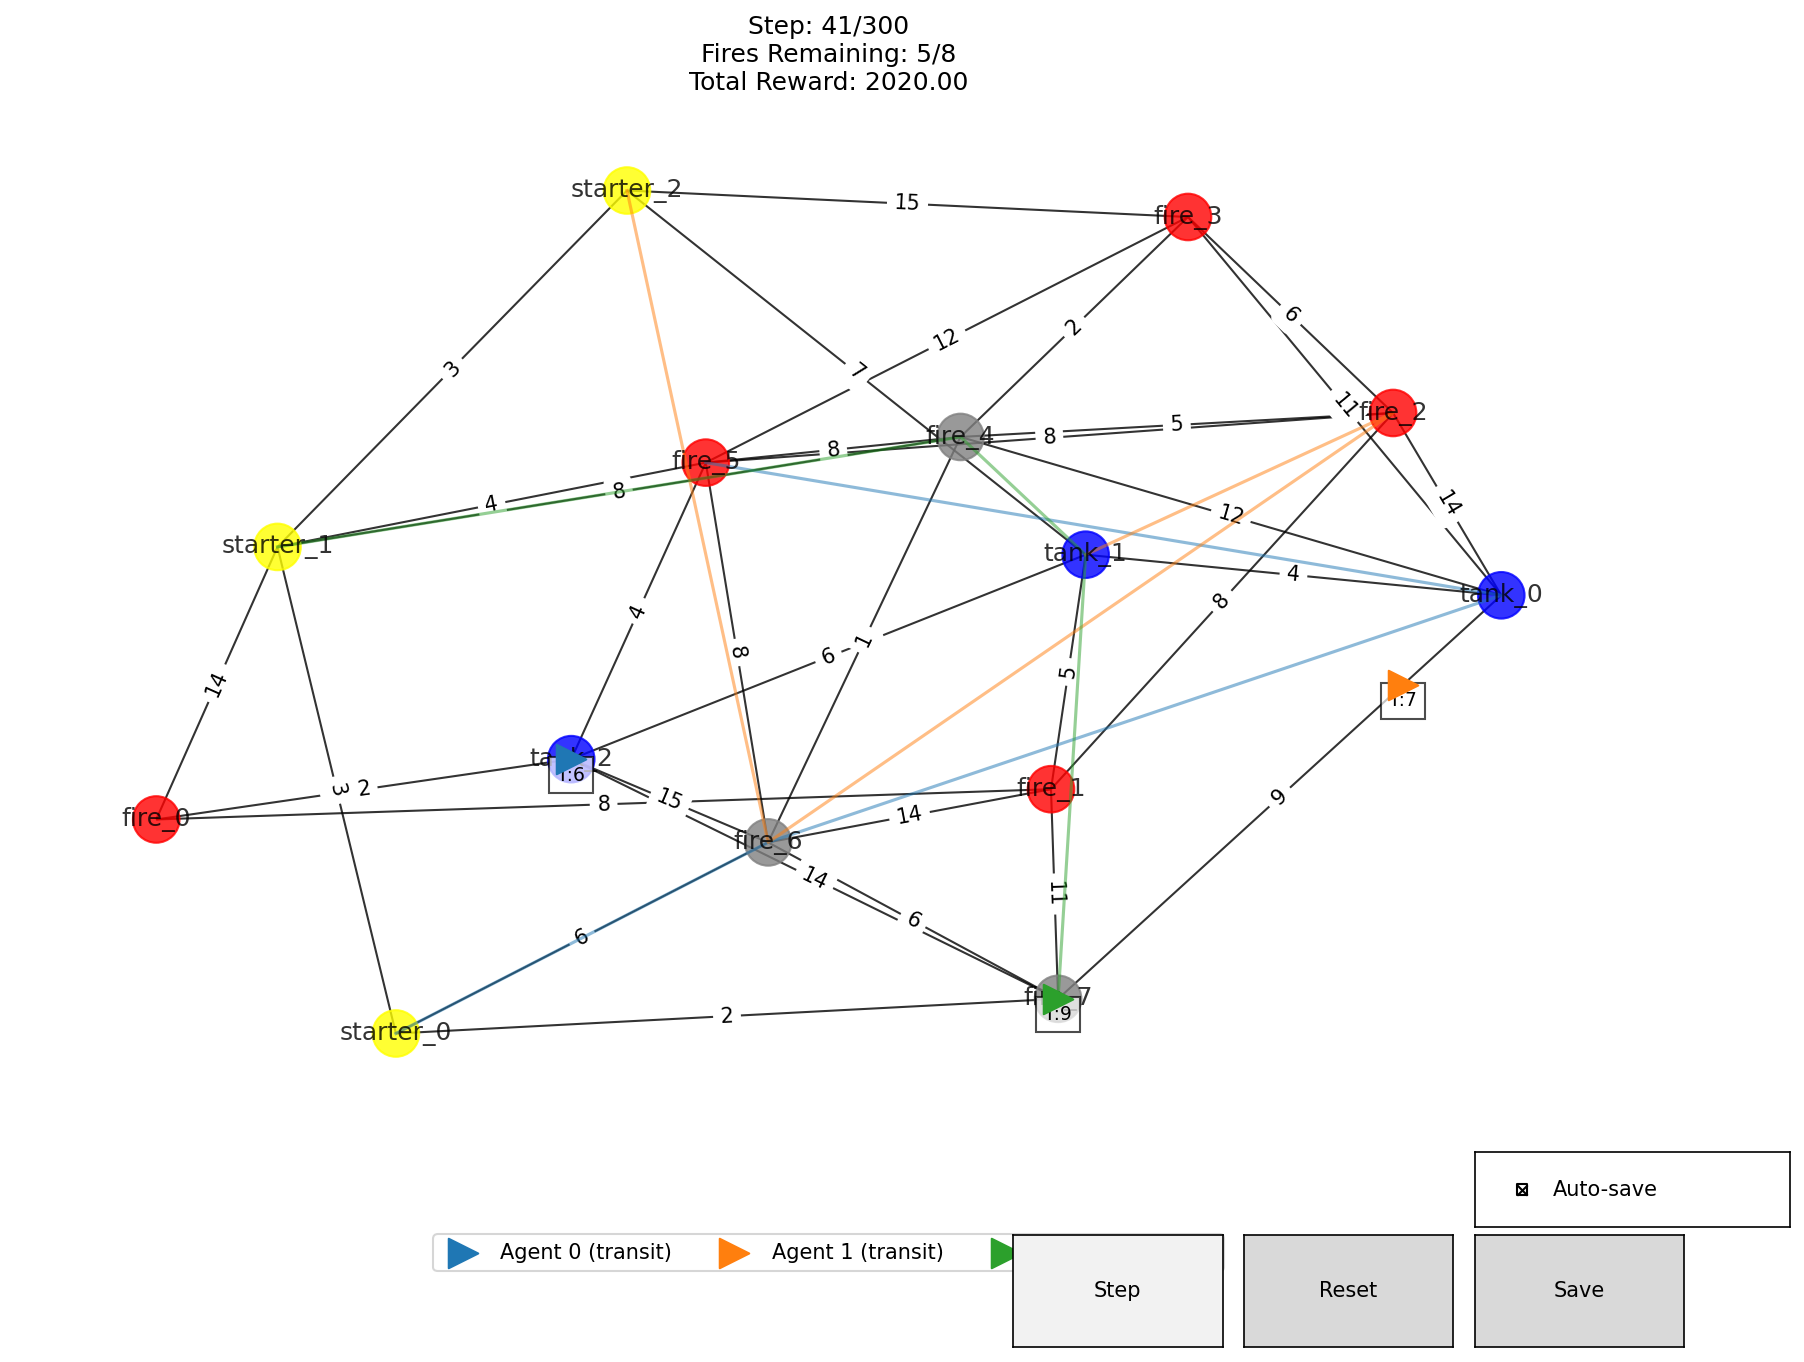 Step: 41/300
Fires Remaining: 5/8
Total Reward: 2020.00
starter_2
15
fire_3
6
2
12
7
3
11
fire_2
5
8
fire_4
8
fire_5
8
4
14
12
starter_1
tank_1
4
tank_0
8
4
1
8
6
5
14
T:7
tank_2
T:6
3
2
15
8
fire_1
9
fire_0
14
fire_6
14
11
6
6
fire_7
T:9
2
starter_0
Auto-save
Agent 0 (transit)
Agent 1 (transit)
Step
Reset
Save